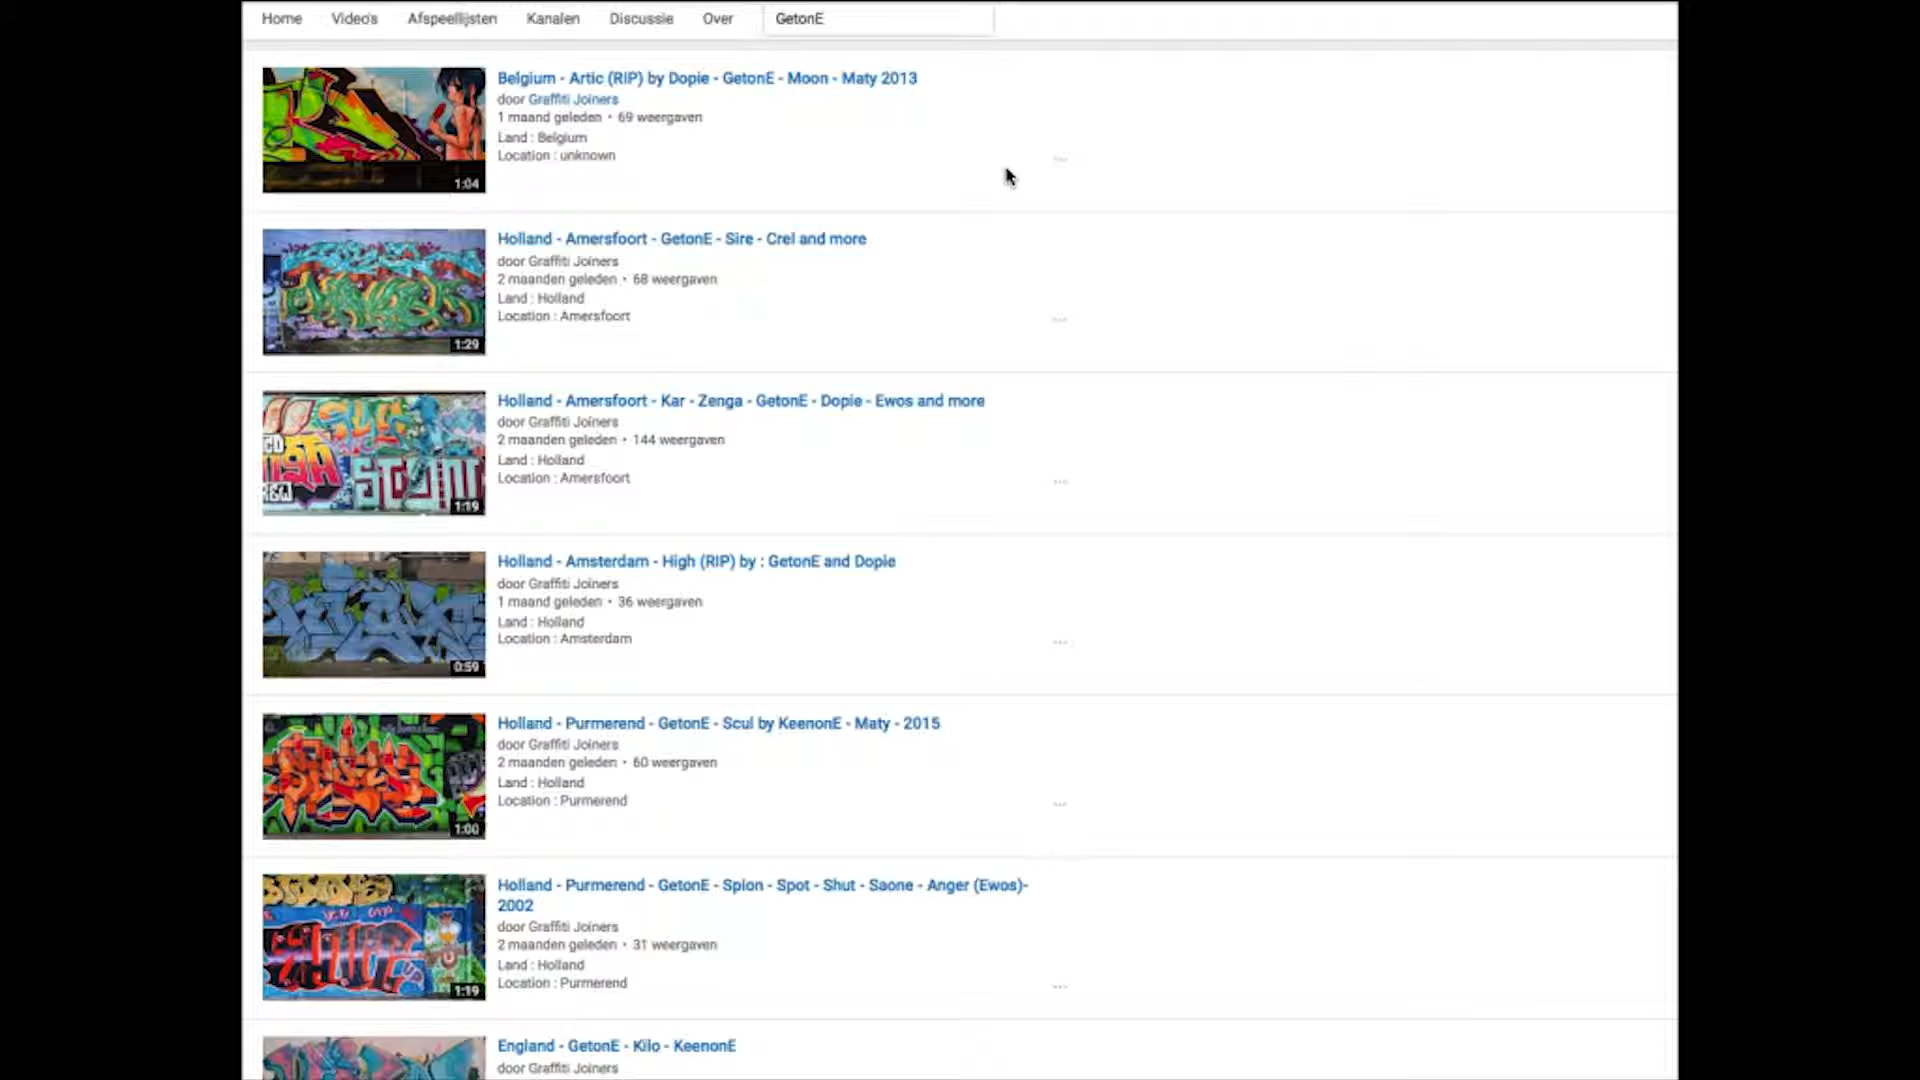 Home Video's Afspeellijsten Kanalen Discussie Over GetonE
Belgium - Artic (RIP) by Dopie - GetonE - Moon - Maty 2013
door Graffiti Joiners
1 maand geleden • 69 weergaven
Land : Belgium
Location : unknown
1:04
Holland - Amersfoort - GetonE - Sire - Crel and more
door Graffiti Joiners
2 maanden geleden • 68 weergaven
Land : Holland
Location : Amersfoort
1:29
Holland - Amersfoort - Kar - Zenga - GetonE - Dopie - Ewos and more
door Graffiti Joiners
2 maanden geleden • 144 weergaven
Land : Holland
Location : Amersfoort
1:19
Holland - Amsterdam - High (RIP) by : GetonE and Dopie
door Graffiti Joiners
1 maand geleden • 36 weergaven
Land : Holland
Location : Amsterdam
0:59
Holland - Purmerend - GetonE - Scul by KeenonE - Maty - 2015
door Graffiti Joiners
2 maanden geleden • 60 weergaven
Land : Holland
Location : Purmerend
1:00
Holland - Purmerend - GetonE - Spion - Spot - Shut - Saone - Anger (Ewos)-
2002
door Graffiti Joiners
2 maanden geleden • 31 weergaven
Land : Holland
Location : Purmerend
1:19
England - GetonE - Kilo - KeenonE
door Graffiti Joiners